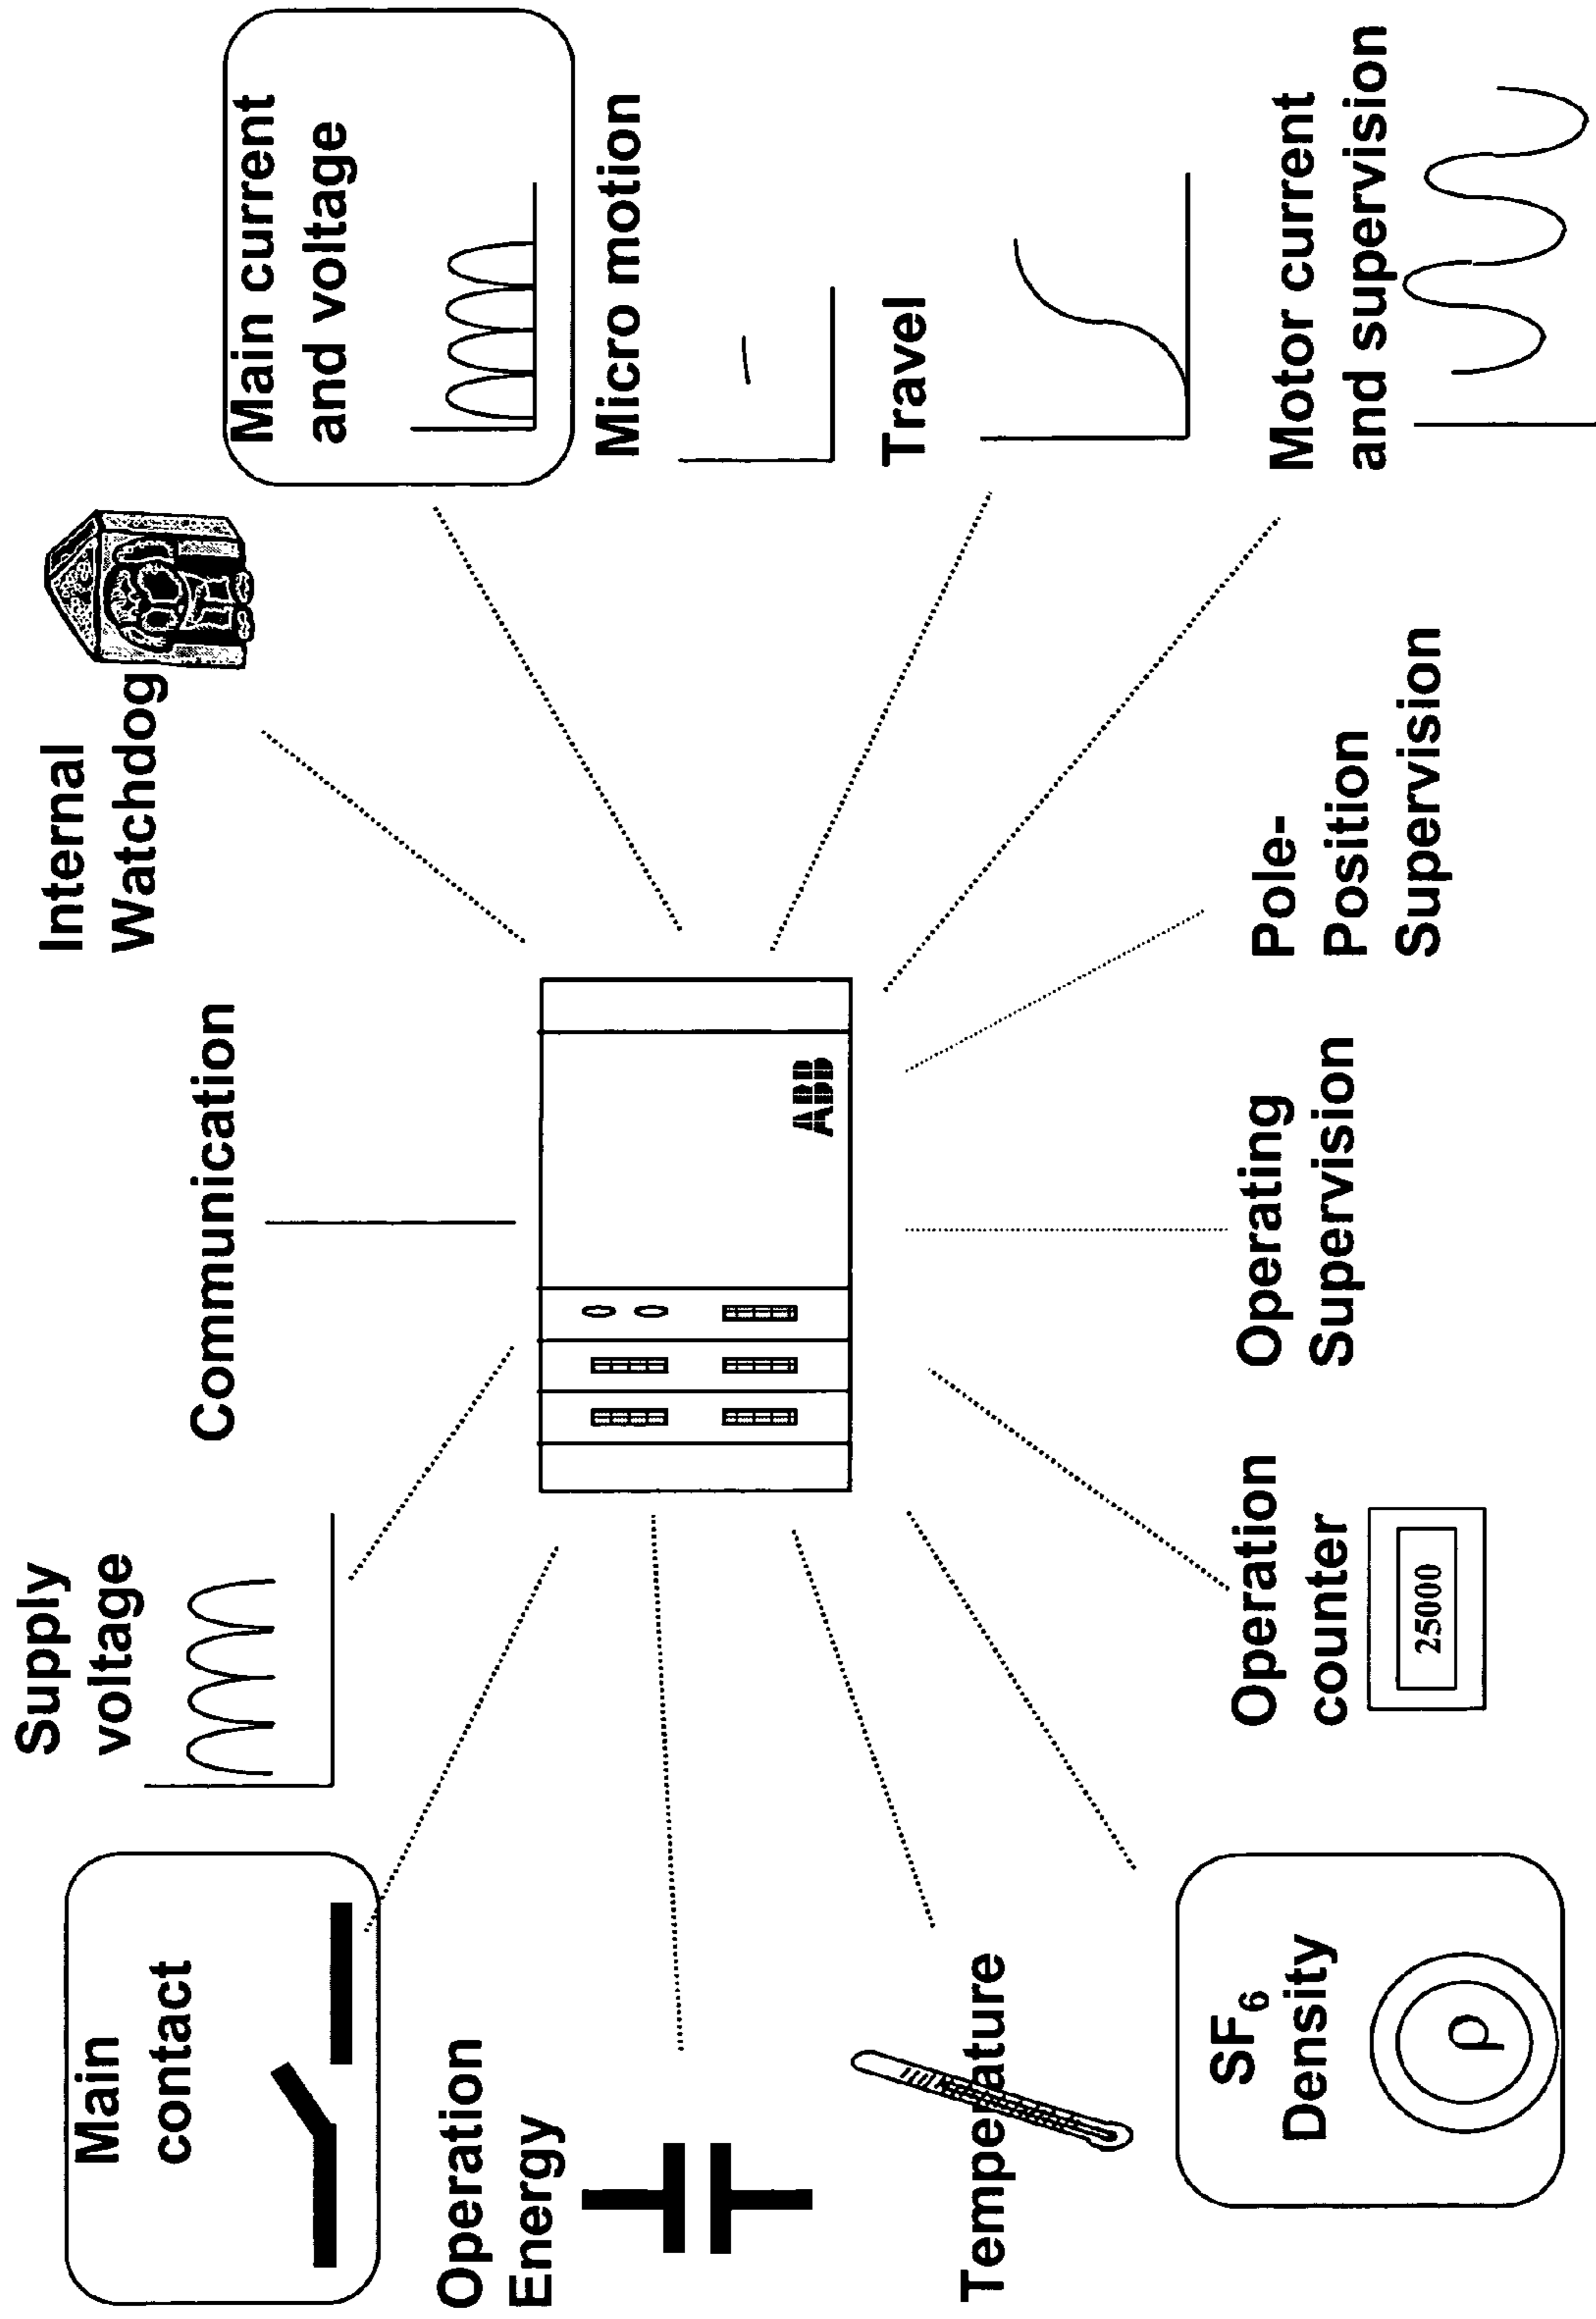 Main
contact
Supply
voltage
Communication
Internal
Watchdog
Main current
and voltage
Operation
Energy
Micro motion
ABB
Temperature
Travel
SF₆
Density
ρ
Operation
counter
25000
Operating
Supervision
Pole-
Position
Supervision
Motor current
and supervision